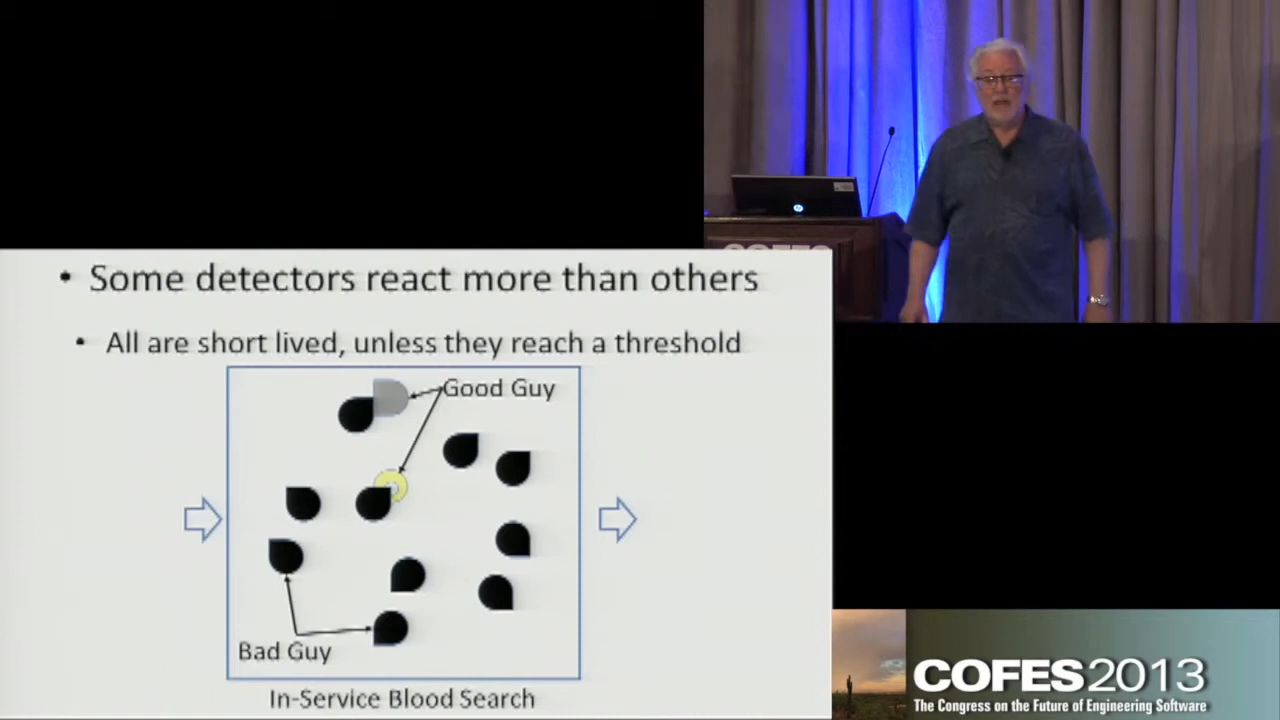 COFES
• Some detectors react more than others
• All are short lived, unless they reach a threshold
Good Guy
Bad Guy
In-Service Blood Search
COFES2013
The Congress on the Future of Engineering Software